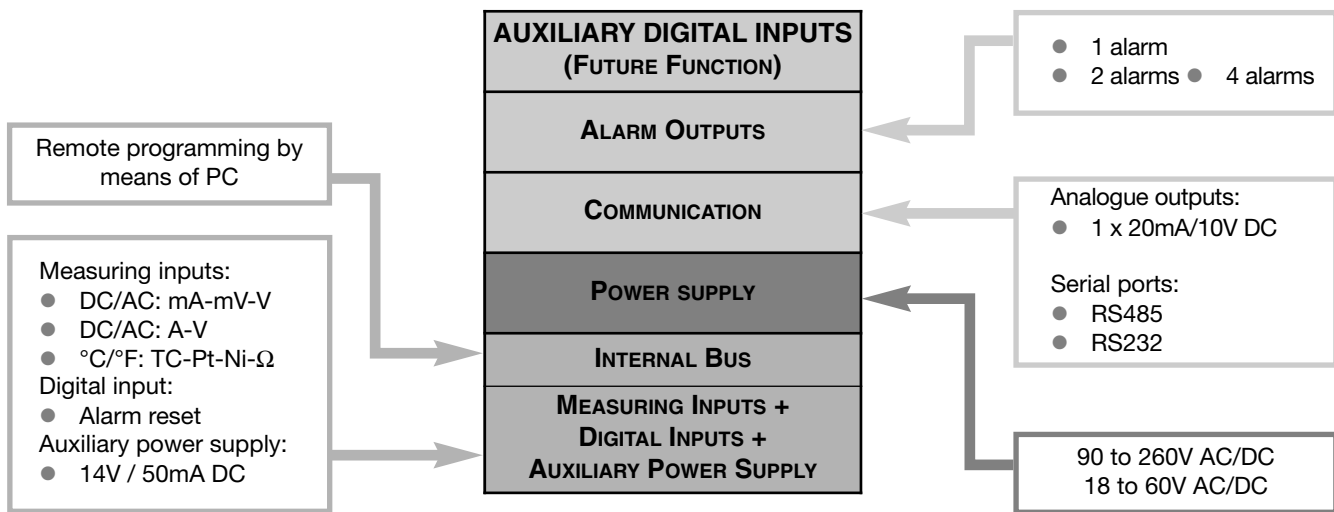 AUXILIARY DIGITAL INPUTS
(FUTURE FUNCTION)
ALARM OUTPUTS
COMMUNICATION
POWER SUPPLY
INTERNAL BUS
MEASURING INPUTS +
DIGITAL INPUTS +
AUXILIARY POWER SUPPLY
Remote programming by
means of PC
Measuring inputs:
● DC/AC: mA-mV-V
● DC/AC: A-V
● °C/°F: TC-Pt-Ni-Ω
Digital input:
● Alarm reset
Auxiliary power supply:
● 14V / 50mA DC
● 1 alarm
● 2 alarms ● 4 alarms
Analogue outputs:
● 1 x 20mA/10V DC
Serial ports:
● RS485
● RS232
90 to 260V AC/DC
18 to 60V AC/DC